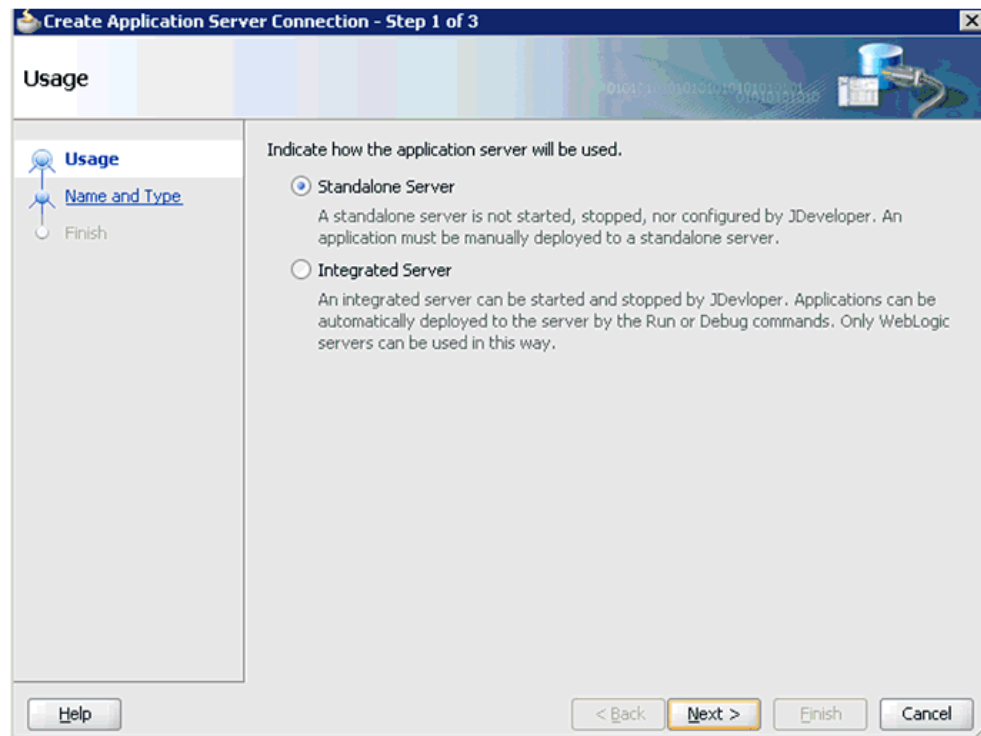 Create Application Server Connection - Step 1 of 3
Usage
Usage
Name and Type
Finish
Indicate how the application server will be used.
Standalone Server
A standalone server is not started, stopped, nor configured by JDeveloper. An
application must be manually deployed to a standalone server.
Integrated Server
An integrated server can be started and stopped by JDevloper. Applications can be
automatically deployed to the server by the Run or Debug commands. Only WebLogic
servers can be used in this way.
Help
< Back
Next >
Finish
Cancel